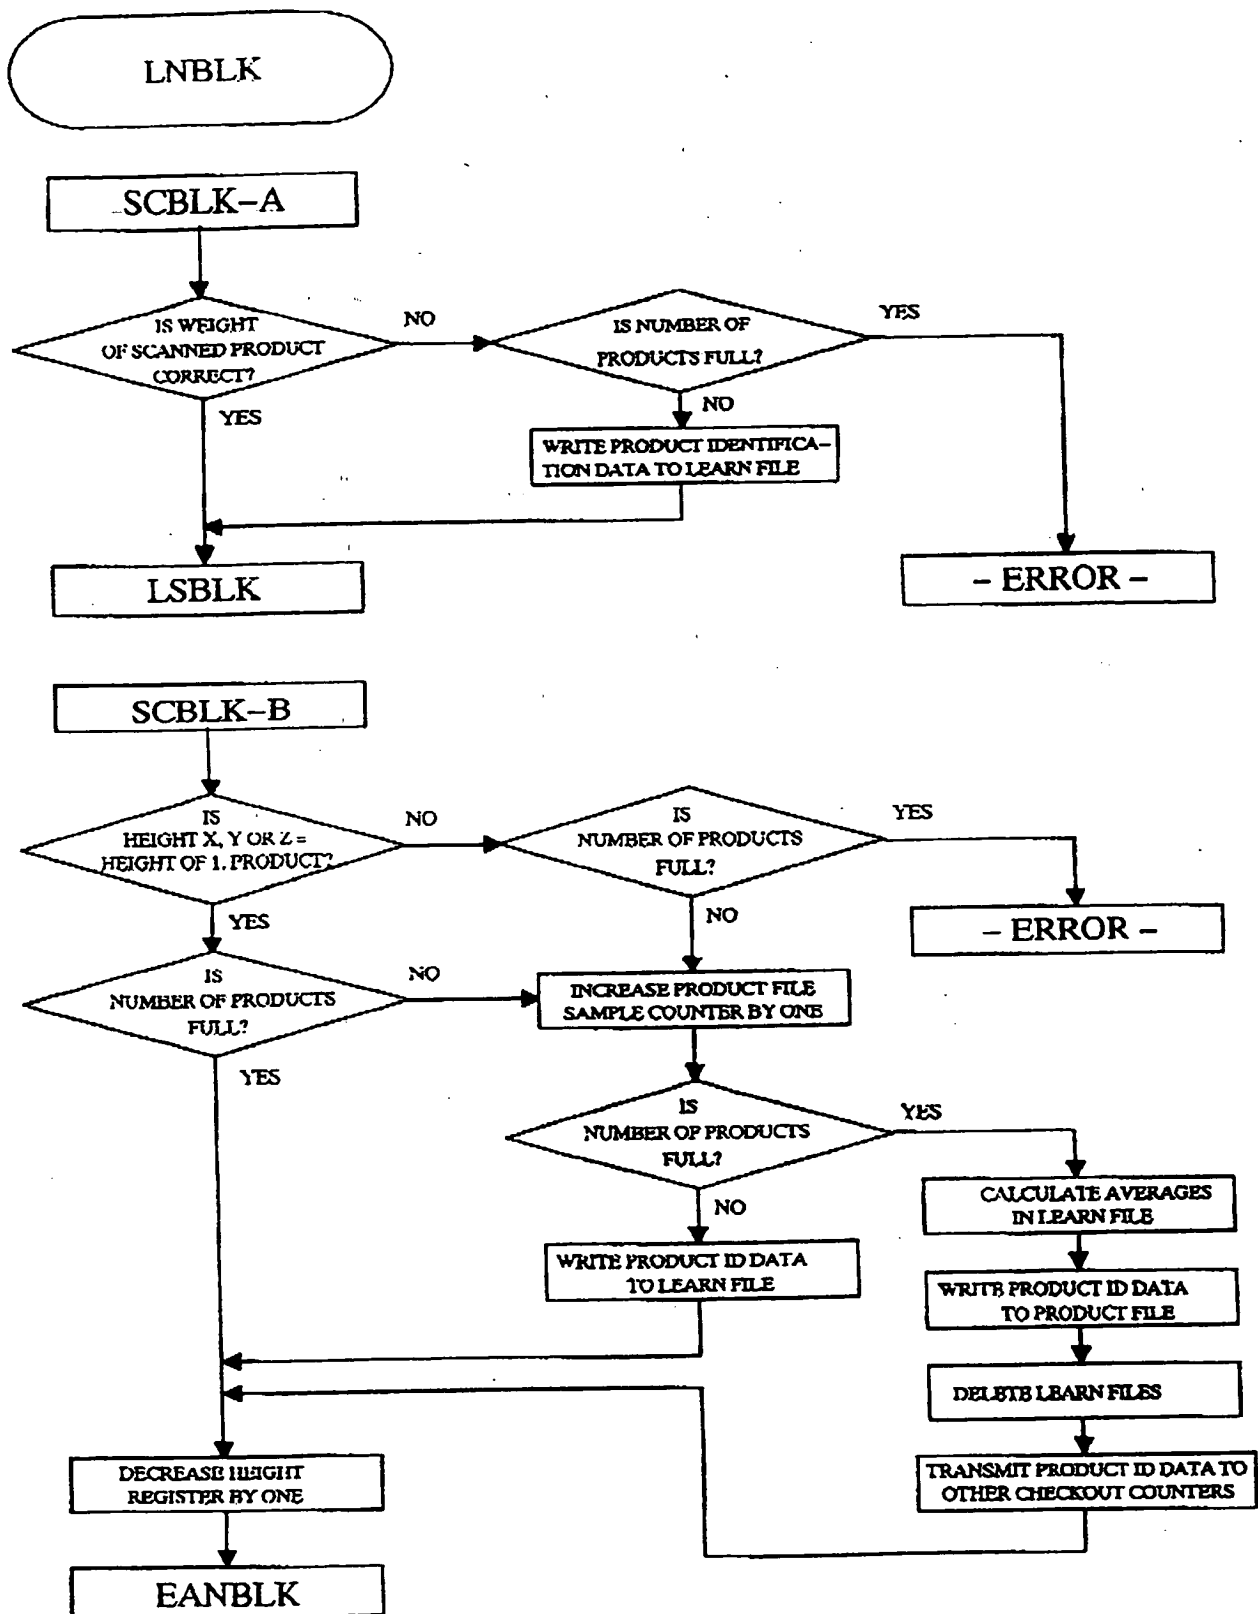 LNBLK
SCBLK-A
IS WEIGHT
OF SCANNED PRODUCT
CORRECT?
NO
IS NUMBER OF
PRODUCTS FULL?
YES
YES
NO
WRITE PRODUCT IDENTIFICA-
TION DATA TO LEARN FILE
LSBLK
- ERROR -
SCBLK-B
IS
HEIGHT X, Y OR Z =
HEIGHT OF 1. PRODUCT?
NO
IS
NUMBER OF PRODUCTS
FULL?
YES
YES
NO
- ERROR -
IS
NUMBER OF PRODUCTS
FULL?
NO
INCREASE PRODUCT FILE
SAMPLE COUNTER BY ONE
YES
IS
NUMBER OF PRODUCTS
FULL?
YES
NO
CALCULATE AVERAGES
IN LEARN FILE
WRITE PRODUCT ID DATA
TO LEARN FILE
WRITE PRODUCT ID DATA
TO PRODUCT FILE
DELETE LEARN FILES
DECREASE HEIGHT
REGISTER BY ONE
TRANSMIT PRODUCT ID DATA TO
OTHER CHECKOUT COUNTERS
EANBLK